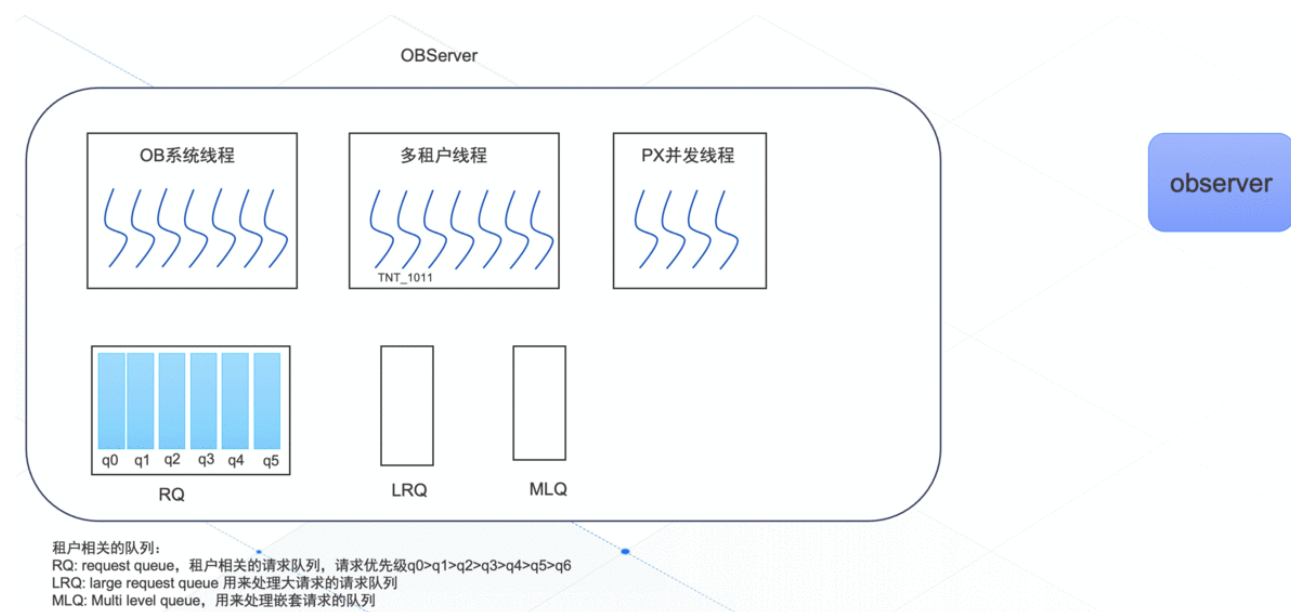 OBServer
OB系统线程
多租户线程
PX并发线程
observer
TNT_1011
q0 q1 q2 q3 q4 q5
RQ
LRQ
MLQ
租户相关的队列：
RQ: request queue，租户相关的请求队列，请求优先级q0>q1>q2>q3>q4>q5>q6
LRQ: large request queue 用来处理大请求的请求队列
MLQ: Multi level queue，用来处理嵌套请求的队列